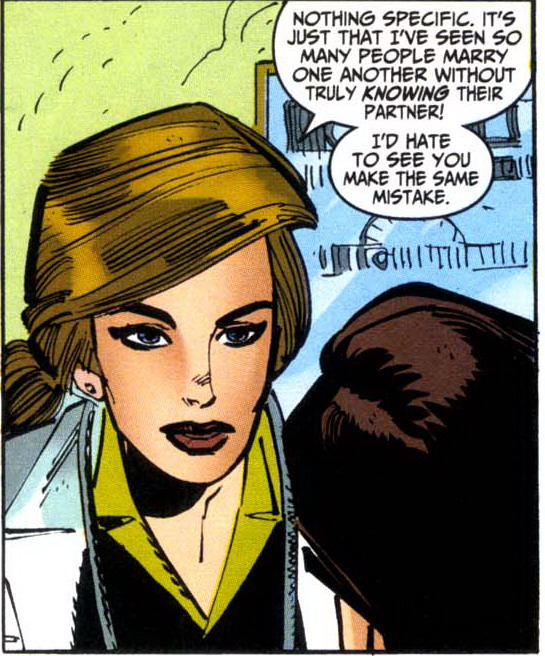 NOTHING SPECIFIC. IT'S
JUST THAT I'VE SEEN SO
MANY PEOPLE MARRY
ONE ANOTHER WITHOUT
TRULY KNOWING THEIR
PARTNER!
I'D HATE
TO SEE YOU
MAKE THE SAME
MISTAKE.